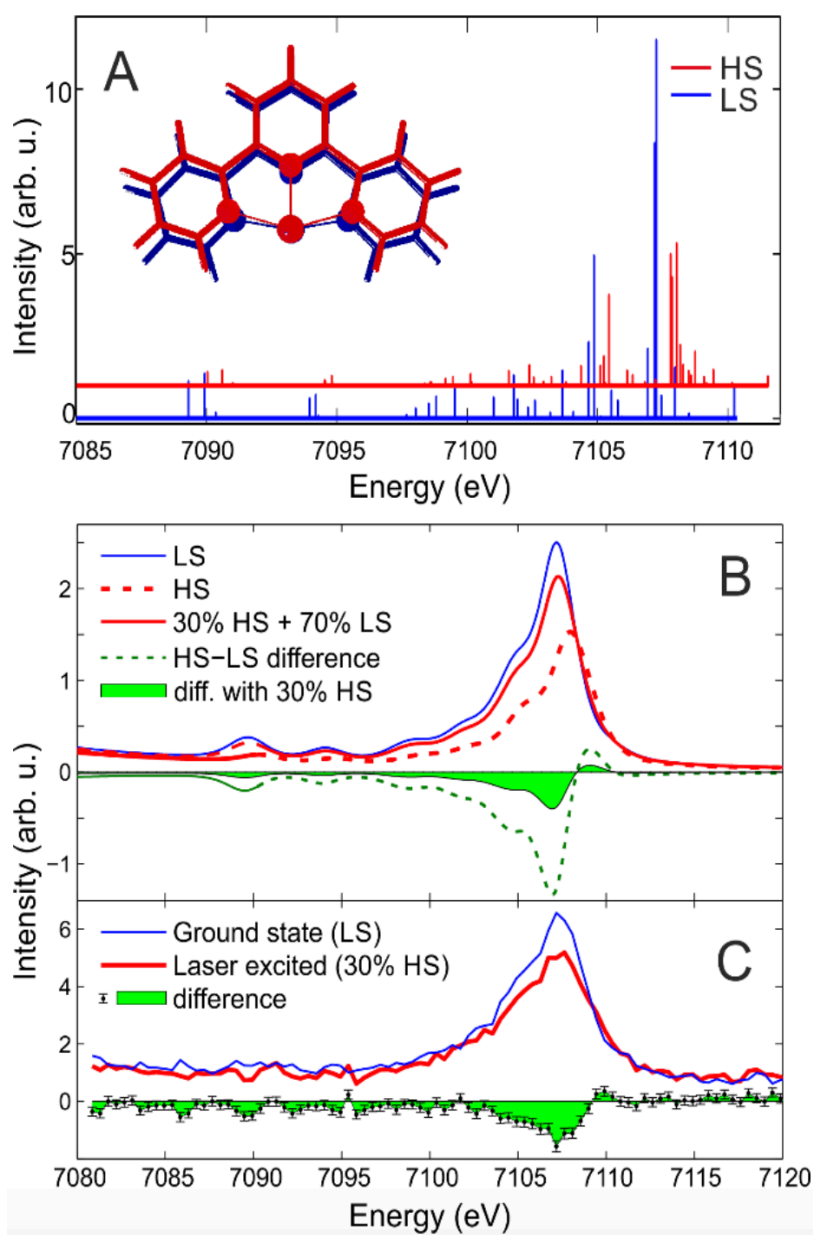 A
HS
LS
Intensity (arb. u.)
10
5
0
7085 7090 7095 7100 7105 7110
Energy (eV)
B
LS
HS
30% HS + 70% LS
HS−LS difference
diff. with 30% HS
Intensity (arb. u.)
2
1
0
−1
C
Ground state (LS)
Laser excited (30% HS)
difference
6
4
2
0
7080 7085 7090 7095 7100 7105 7110 7115 7120
Energy (eV)